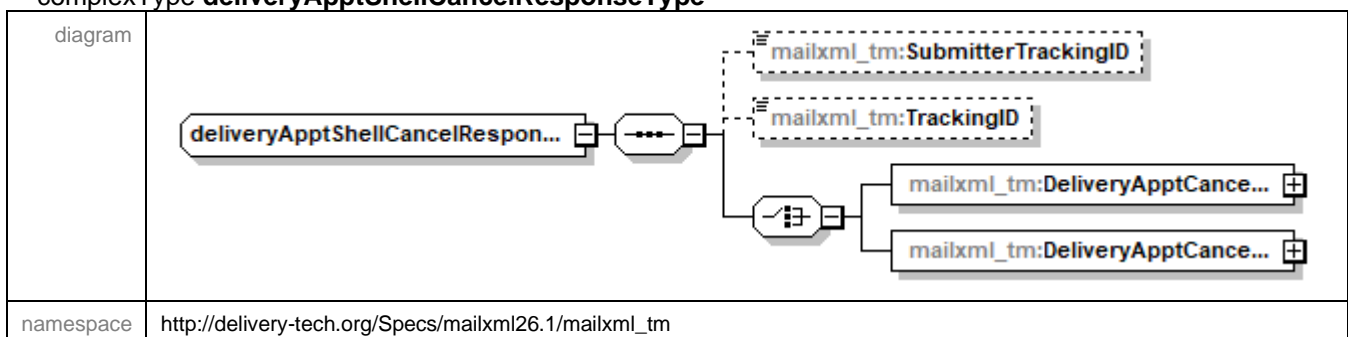 complexType deliveryApptShellCancelResponseType
diagram
mailxml_tm:SubmitterTrackingID
mailxml_tm:TrackingID
deliveryApptShellCancelRespon...
mailxml_tm:DeliveryApptCance...
mailxml_tm:DeliveryApptCance...
namespace http://delivery-tech.org/Specs/mailxml26.1/mailxml_tm